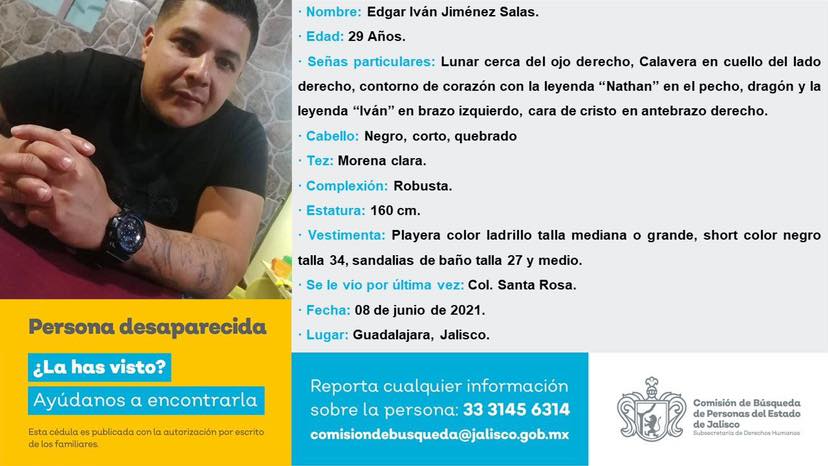 · Nombre: Edgar Iván Jiménez Salas.
· Edad: 29 Años.
· Señas particulares: Lunar cerca del ojo derecho, Calavera en cuello del lado
derecho, contorno de corazón con la leyenda “Nathan” en el pecho, dragón y la
leyenda “Iván” en brazo izquierdo, cara de cristo en antebrazo derecho.
· Cabello: Negro, corto, quebrado
· Tez: Morena clara.
· Complexión: Robusta.
· Estatura: 160 cm.
· Vestimenta: Playera color ladrillo talla mediana o grande, short color negro
talla 34, sandalias de baño talla 27 y medio.
· Se le vio por última vez: Col. Santa Rosa.
· Fecha: 08 de junio de 2021.
· Lugar: Guadalajara, Jalisco.
Persona desaparecida
¿La has visto?
Ayúdanos a encontrarla
Esta cédula es publicada con la autorización por escrito
de los familiares.
Reporta cualquier información
sobre la persona: 33 3145 6314
comisiondebusqueda@jalisco.gob.mx
Comisión de Búsqueda
de Personas del Estado
de Jalisco
Subsecretaría de Derechos Humanos